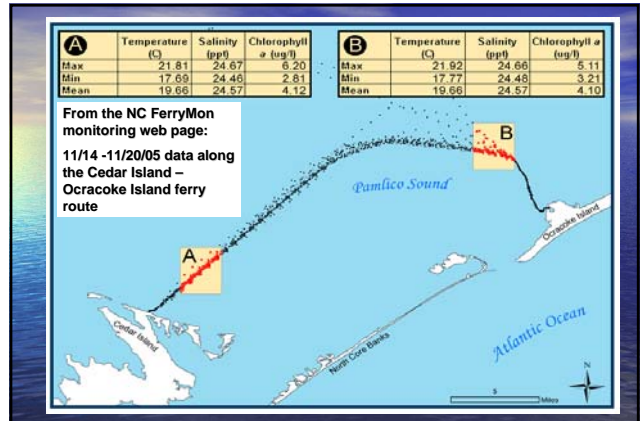 A Temperature Salinity Chlorophyll
(C) (ppt) a (ug/l)
Max 21.81 24.67 6.20
Min 17.69 24.46 2.81
Mean 19.66 24.57 4.12
B Temperature Salinity Chlorophyll a
(C) (ppt) (ug/l)
Max 21.92 24.66 5.11
Min 17.77 24.48 3.21
Mean 19.66 24.57 4.10
From the NC FerryMon
monitoring web page:
11/14 -11/20/05 data along
the Cedar Island –
Ocracoke Island ferry
route
B
Pamlico Sound
Ocracoke Island
A
Cedar Island
North Core Banks
Atlantic Ocean
N
5
Miles